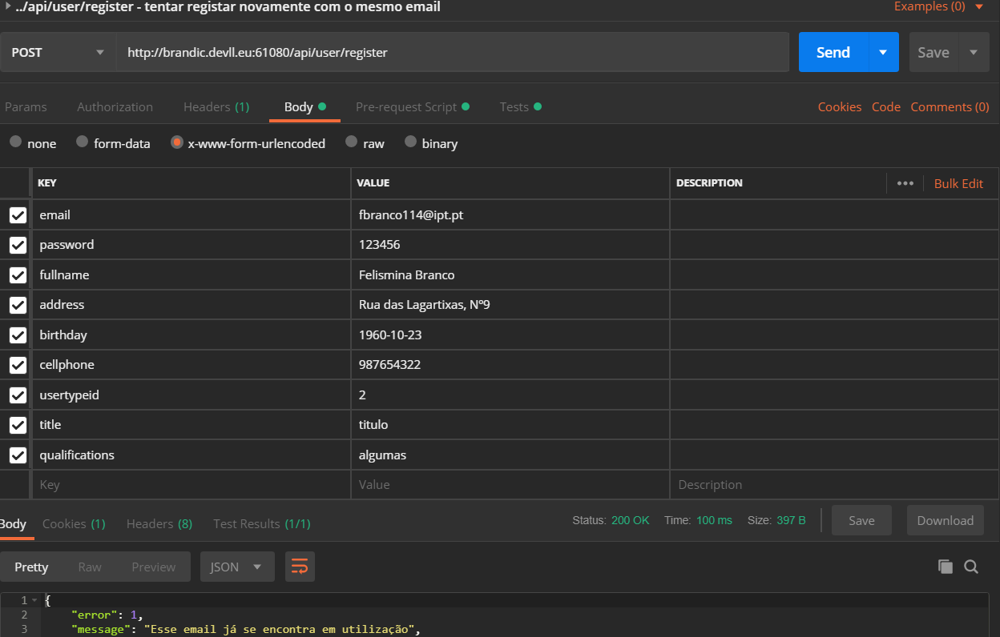 ../api/user/register - tentar registar novamente com o mesmo email Examples (0)
POST http://brandic.devll.eu:61080/api/user/register Send Save
Params Authorization Headers (1) Body Pre-request Script Tests Cookies Code Comments (0)
none form-data x-www-form-urlencoded raw binary
KEY VALUE DESCRIPTION ••• Bulk Edit
email fbranco114@ipt.pt
password 123456
fullname Felismina Branco
address Rua das Lagartixas, Nº9
birthday 1960-10-23
cellphone 987654322
usertypeid 2
title titulo
qualifications algumas
Key Value Description
Body Cookies (1) Headers (8) Test Results (1/1) Status: 200 OK Time: 100 ms Size: 397 B Save Download
Pretty Raw Preview JSON
1 {
2 "error": 1,
3 "message": "Esse email já se encontra em utilização",